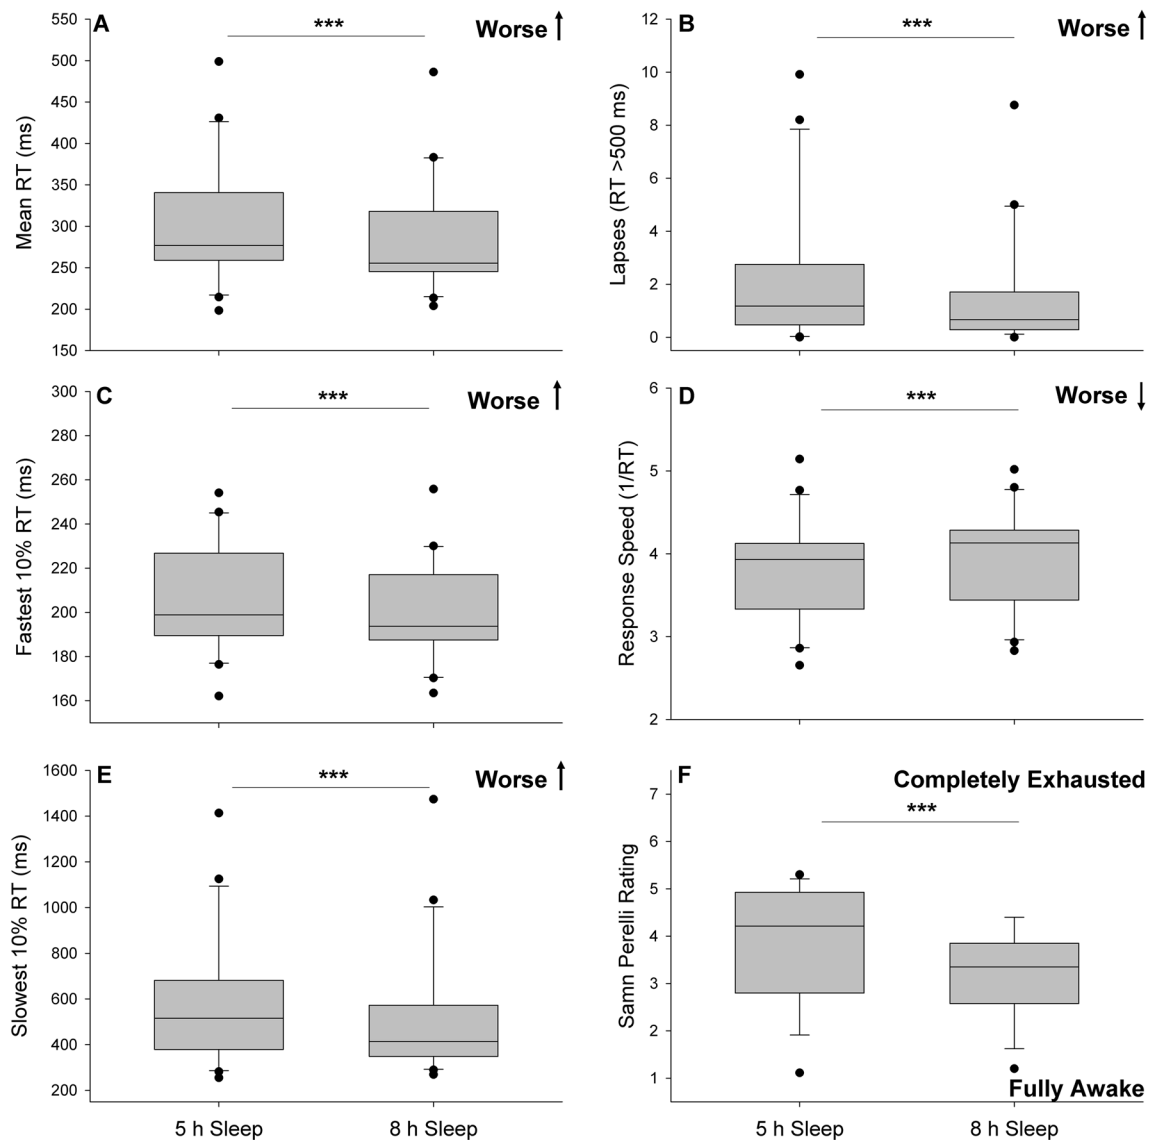 A
***
Worse
Mean RT (ms)
550
500
450
400
350
300
250
200
150
B
***
Worse
Lapses (RT >500 ms)
12
10
8
6
4
2
0
C
***
Worse
Fastest 10% RT (ms)
300
280
260
240
220
200
180
160
D
***
Worse
Response Speed (1/RT)
6
5
4
3
2
E
***
Worse
Slowest 10% RT (ms)
1600
1400
1200
1000
800
600
400
200
5 h Sleep
8 h Sleep
F
Completely Exhausted
***
Samn Perelli Rating
7
6
5
4
3
2
1
Fully Awake
5 h Sleep
8 h Sleep